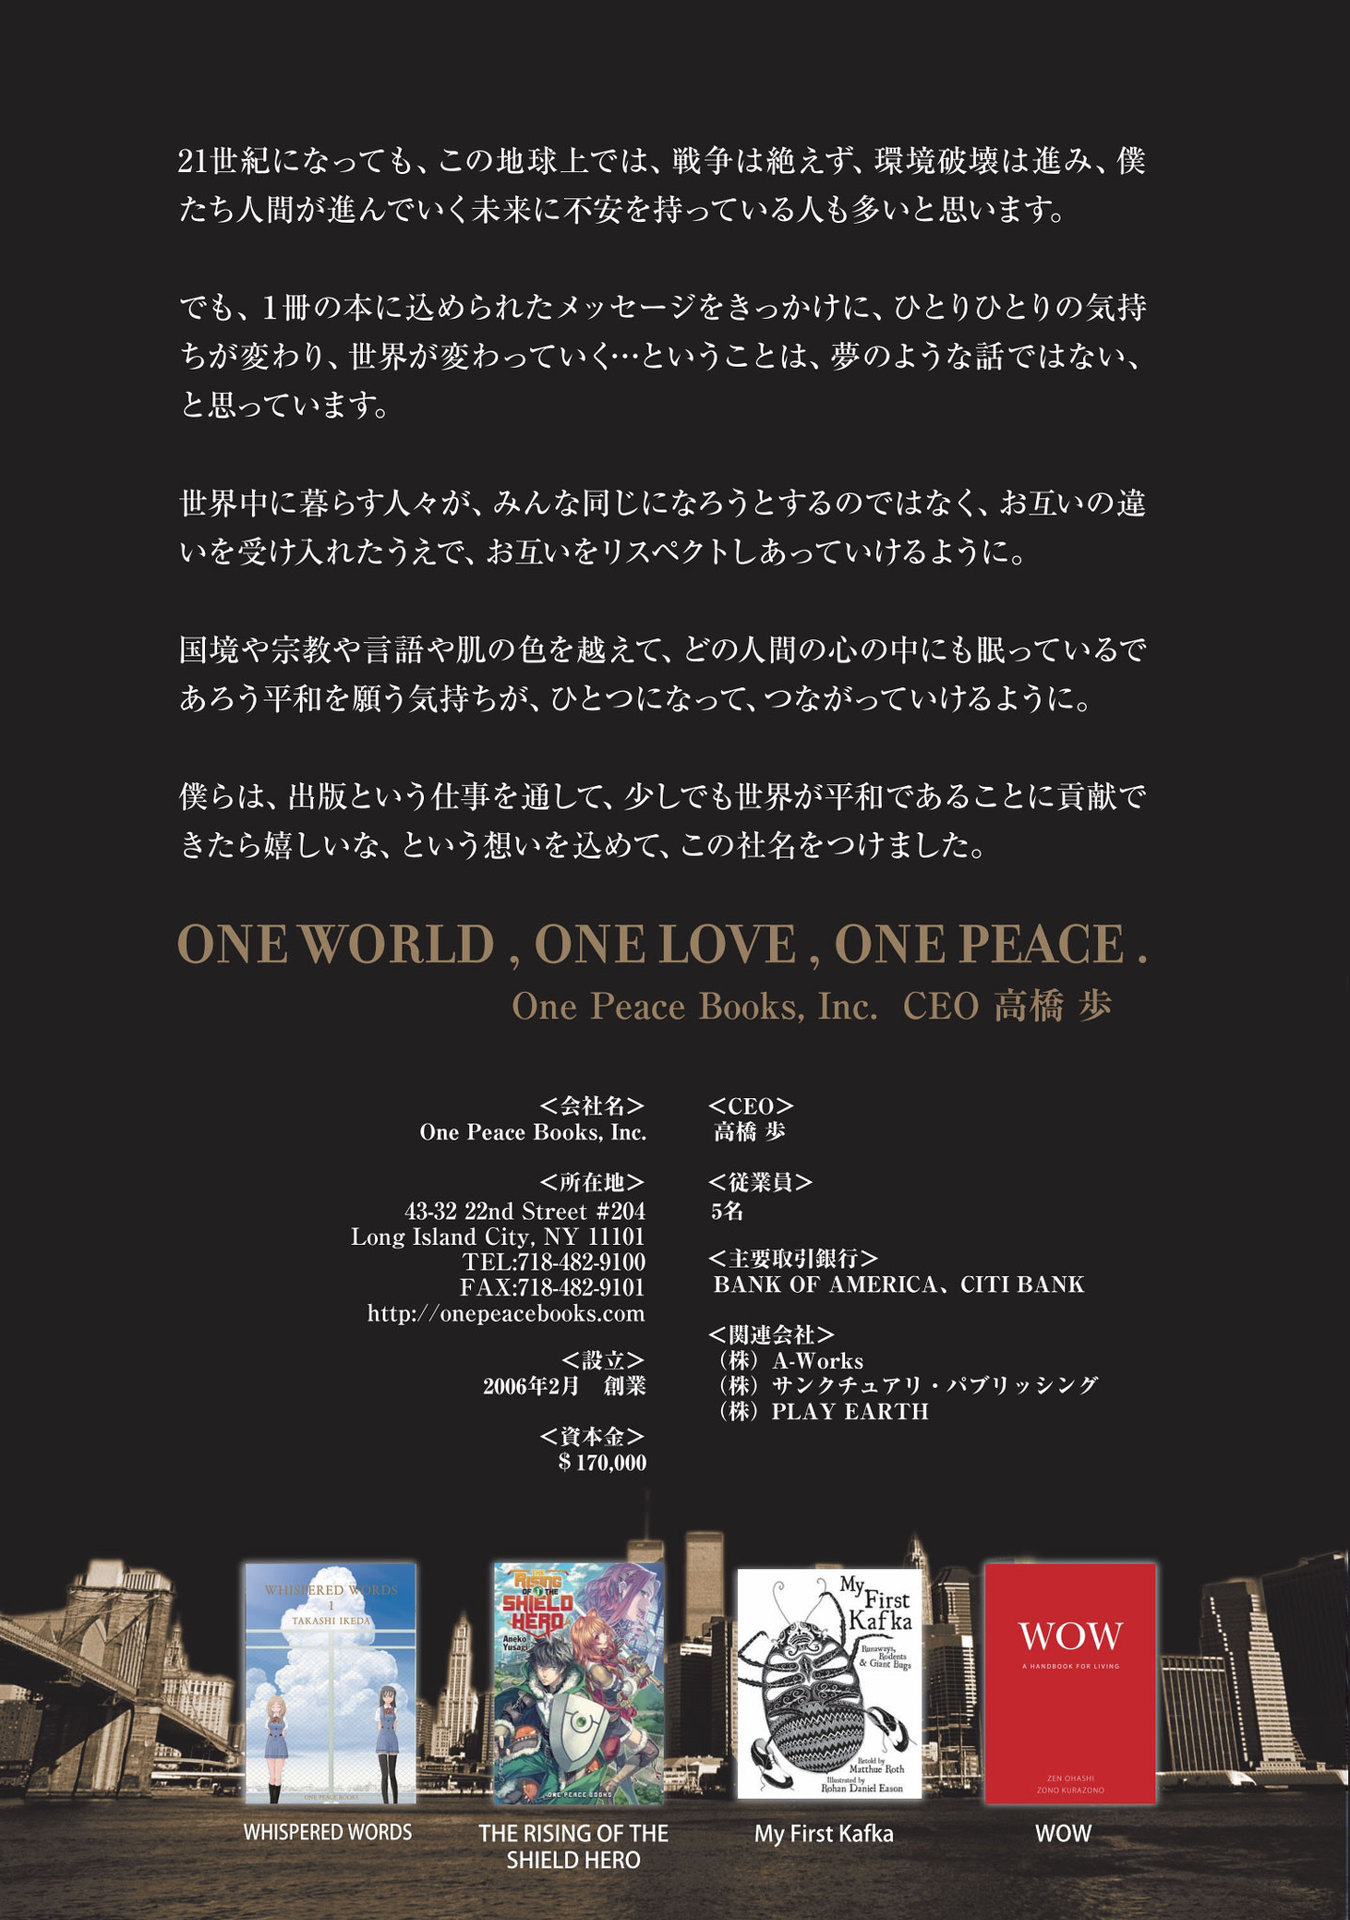 21世紀になっても、この地球上では、戦争は絶えず、環境破壊は進み、僕
たち人間が進んでいく未来に不安を持っている人も多いと思います。
でも、1冊の本に込められたメッセージをきっかけに、ひとりひとりの気持
ちが変わり、世界が変わっていく…ということは、夢のような話ではない、
と思っています。
世界中に暮らす人々が、みんな同じになろうとするのではなく、お互いの違
いを受け入れたうえで、お互いをリスペクトしあっていけるように。
国境や宗教や言語や肌の色を越えて、どの人間の心の中にも眠っているで
あろう平和を願う気持ちが、ひとつになって、つながっていけるように。
僕らは、出版という仕事を通して、少しでも世界が平和であることに貢献で
きたら嬉しいな、という想いを込めて、この社名をつけました。
ONE WORLD , ONE LOVE , ONE PEACE .
One Peace Books, Inc. CEO 高橋 歩
＜会社名＞
One Peace Books, Inc.
＜所在地＞
43-32 22nd Street #204
Long Island City, NY 11101
TEL:718-482-9100
FAX:718-482-9101
http://onepeacebooks.com
＜設立＞
2006年2月　創業
＜資本金＞
＄170,000
＜CEO＞
高橋 歩
＜従業員＞
5名
＜主要取引銀行＞
BANK OF AMERICA、CITI BANK
＜関連会社＞
（株）A-Works
（株）サンクチュアリ・パブリッシング
（株）PLAY EARTH
WHISPERED WORDS
1
TAKASHI IKEDA
ONE PEACE BOOKS
WHISPERED WORDS
THE
RISING
OF THE
SHIELD
HERO
Aneko
Yusagi
ONE PEACE BOOKS
THE RISING OF THE
SHIELD HERO
My
First
Kafka
Runaways,
Rodents
& Giant Bugs
Retold by
Matthue Roth
Illustrated by
Rohan Daniel Eason
My First Kafka
WOW
A HANDBOOK FOR LIVING
ZEN OHASHI
ZONO KURAZONO
WOW